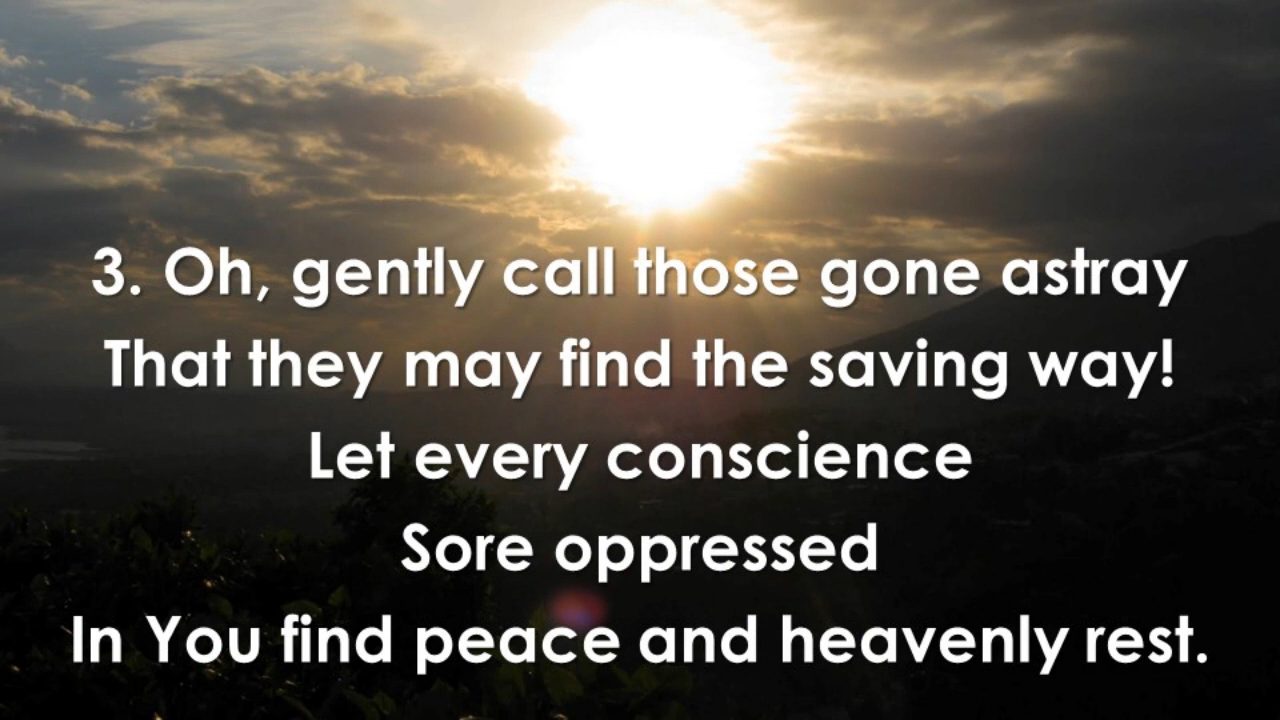 3. Oh, gently call those gone astray
That they may find the saving way!
Let every conscience
Sore oppressed
In You find peace and heavenly rest.